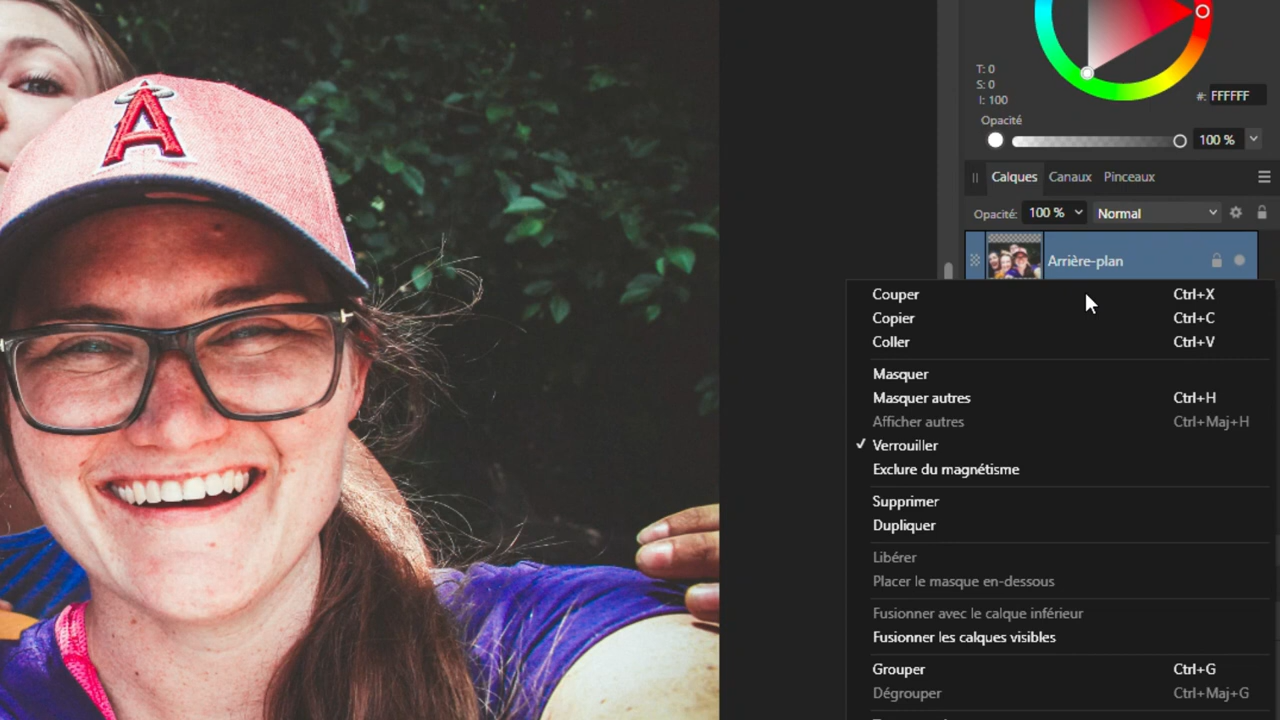 A
T: 0
S: 0
I: 100
#: FFFFFF
Opacité
100 %
Calques Canaux Pinceaux
Opacité: 100 % Normal
Arrière-plan
Couper Ctrl+X
Copier Ctrl+C
Coller Ctrl+V
Masquer
Masquer autres Ctrl+H
Afficher autres Ctrl+Maj+H
Verrouiller
Exclure du magnétisme
Supprimer
Dupliquer
Libérer
Placer le masque en-dessous
Fusionner avec le calque inférieur
Fusionner les calques visibles
Grouper Ctrl+G
Dégrouper Ctrl+Maj+G